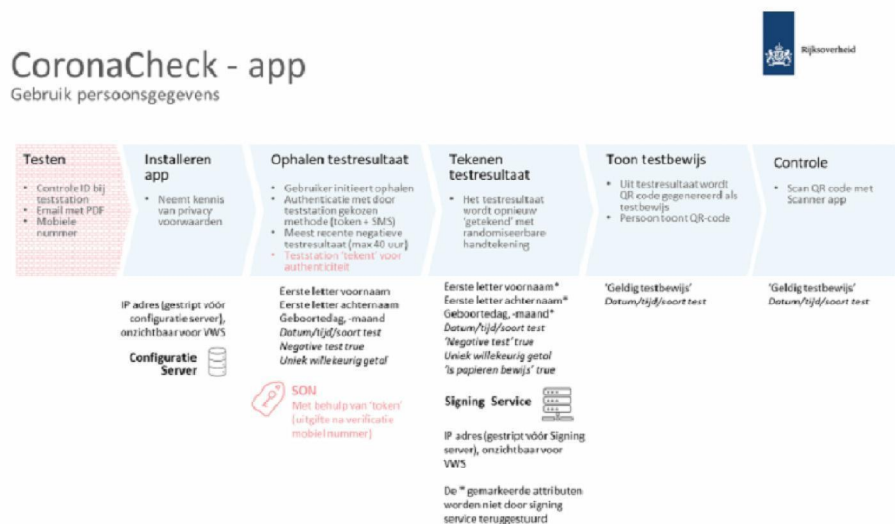 Rijksoverheid
CoronaCheck - app
Gebruik persoonsgegevens
Testen
• Controle ID bij
teststation
• Email met PDF
• Mobiele
nummer
Installeren
app
• Neemt kennis
van privacy
voorwaarden
IP adres (gestript vóór
configuratie server),
onzichtbaar voor VWS
Configuratie
Server
Ophalen testresultaat
• Gebruiker initieert ophalen
• Authenticatie met door
teststation gekozen
methode (token + SMS)
• Meest recente negatieve
testresultaat (max 40 uur)
• Teststation 'tekent' voor
authenticiteit
Eerste letter voornaam
Eerste letter achternaam
Geboortedag, -maand
Datum/tijd/soort test
Negative test true
Uniek willekeurig getal
SON
Met behulp van 'token'
(uitgifte na verificatie
mobiel nummer)
Tekenen
testresultaat
• Het testresultaat
wordt opnieuw
'getekend' met
randomiseerbare
handtekening
Eerste letter voornaam*
Eerste letter achternaam*
Geboortedag, -maand*
Datum/tijd/soort test
'Negative test' true
Uniek willekeurig getal
'Is papieren bewijs' true
Signing Service
IP adres (gestript vóór Signing
server), onzichtbaar voor
VWS
De * gemarkeerde attributen
worden niet door signing
service teruggestuurd
Toon testbewijs
• Uit testresultaat wordt
QR code gegenereerd als
testbewijs
• Persoon toont QR-code
'Geldig testbewijs'
Datum/tijd/soort test
Controle
• Scan QR code met
Scanner app
'Geldig testbewijs'
Datum/tijd/soort test